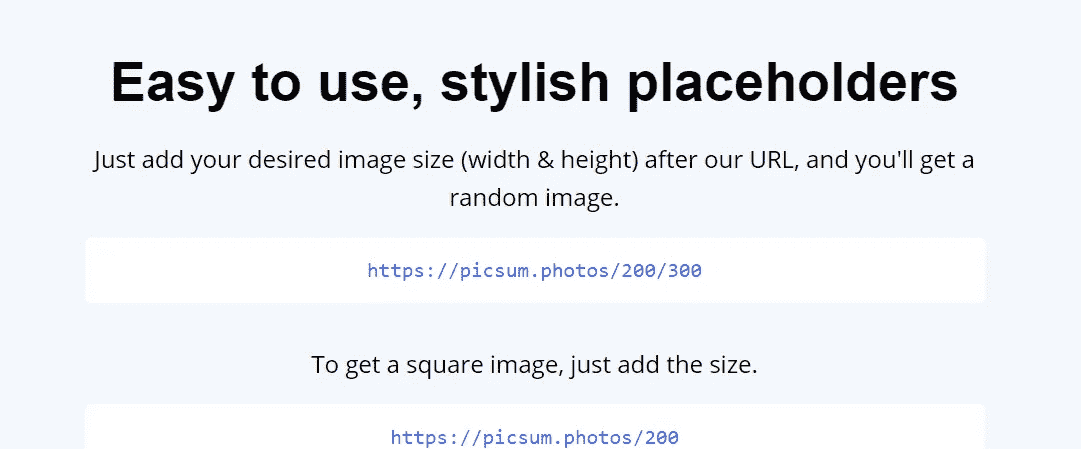 Easy to use, stylish placeholders
Just add your desired image size (width & height) after our URL, and you'll get a
random image.
https://picsum.photos/200/300
To get a square image, just add the size.
https://picsum.photos/200